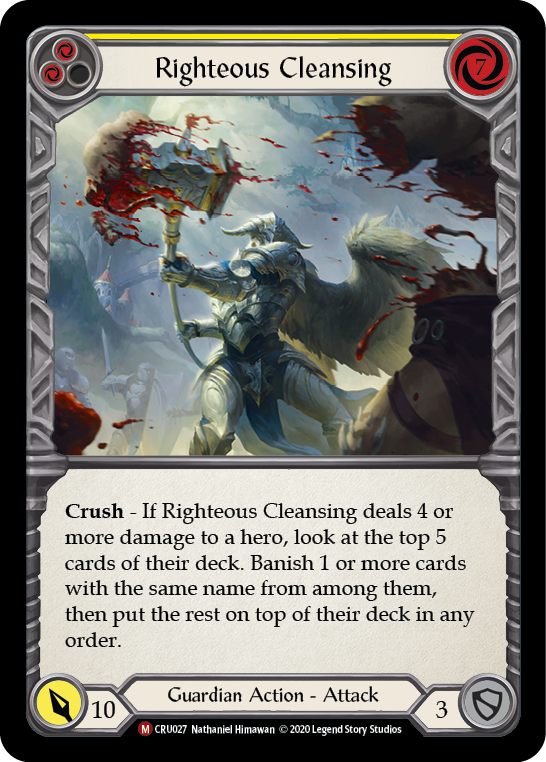 Righteous Cleansing
7
Crush - If Righteous Cleansing deals 4 or
more damage to a hero, look at the top 5
cards of their deck. Banish 1 or more cards
with the same name from among them,
then put the rest on top of their deck in any
order.
Guardian Action - Attack
10
3
M CRU027 Nathaniel Himawan © 2020 Legend Story Studios